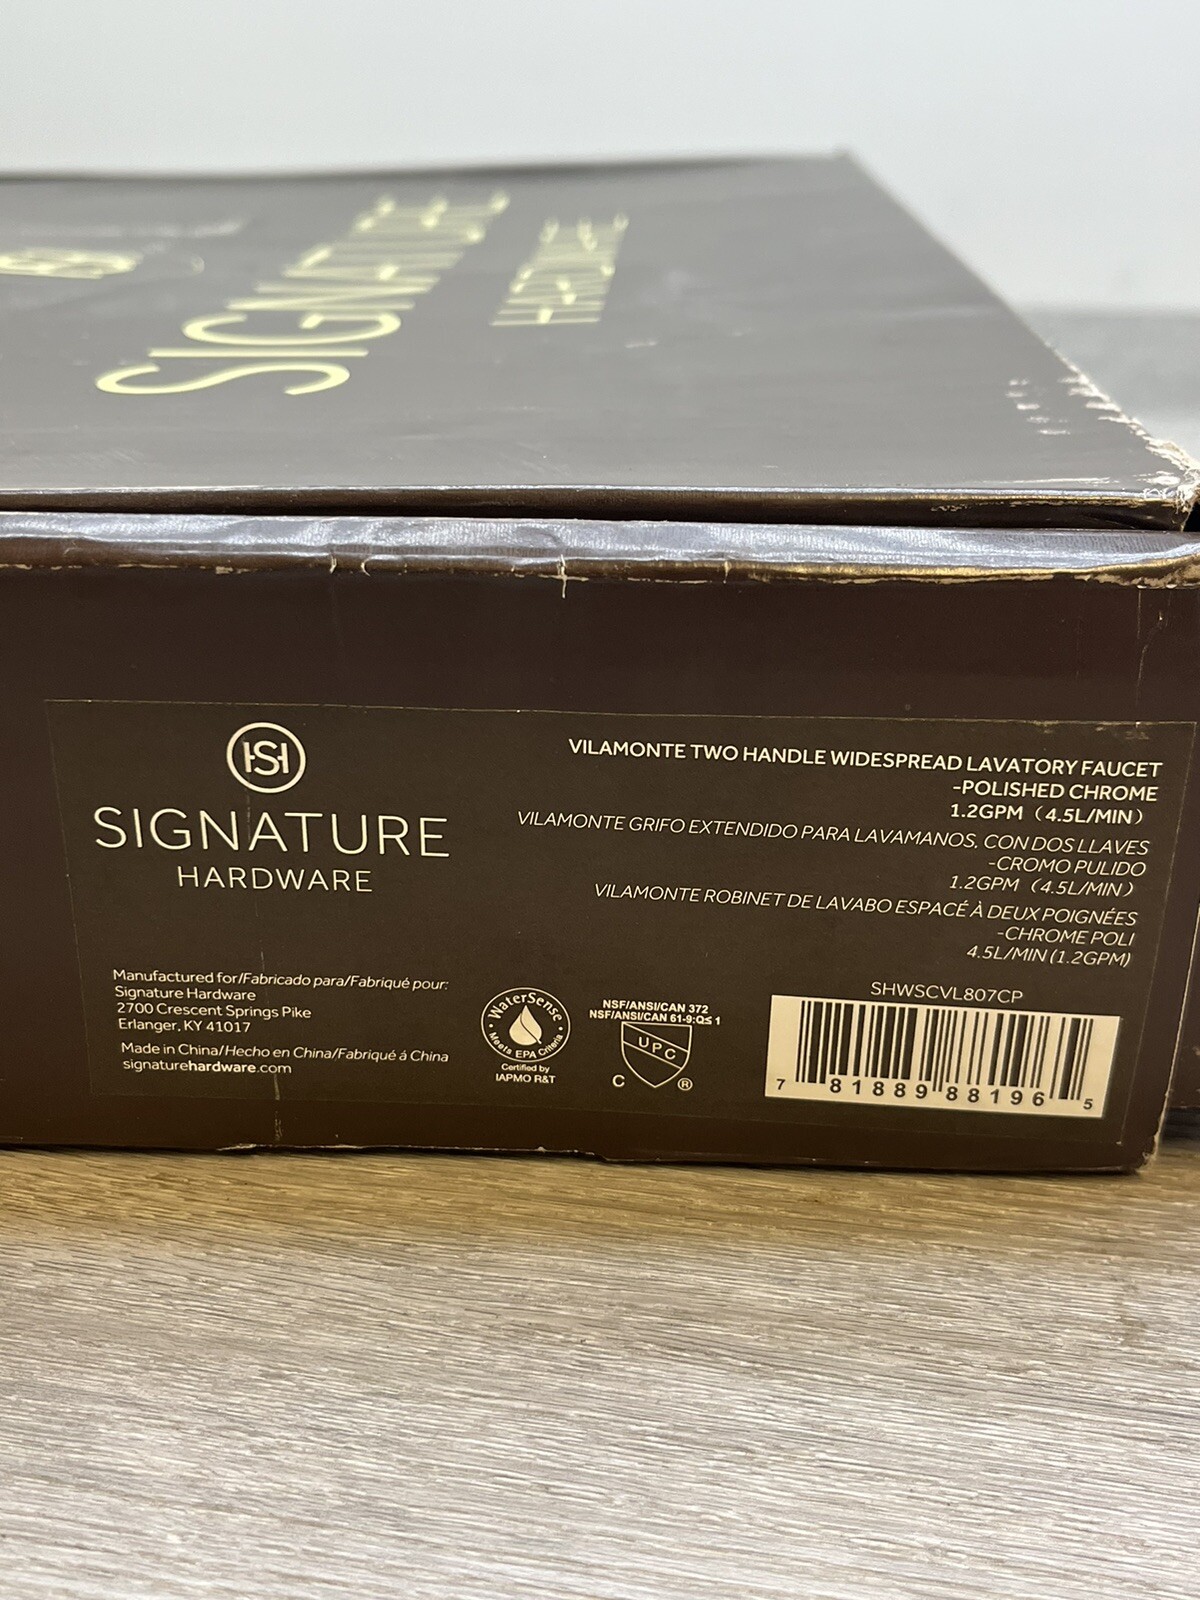 SIGNATURE
HARDWARE
SIGNATURE
HARDWARE
VILAMONTE TWO HANDLE WIDESPREAD LAVATORY FAUCET
-POLISHED CHROME
1.2GPM (4.5L/MIN)
VILAMONTE GRIFO EXTENDIDO PARA LAVAMANOS, CON DOS LLAVES
-CROMO PULIDO
1.2GPM (4.5L/MIN)
VILAMONTE ROBINET DE LAVABO ESPACÉ À DEUX POIGNÉES
-CHROME POLI
4.5L/MIN (1.2GPM)
Manufactured for/Fabricado para/Fabriqué pour:
Signature Hardware
2700 Crescent Springs Pike
Erlanger, KY 41017
Made in China/Hecho en China/Fabriqué á China
signaturehardware.com
WaterSense
Meets EPA Criteria
Certified by
IAPMO R&T
NSF/ANSI/CAN 372
NSF/ANSI/CAN 61-9:Q≤ 1
UPC
C ®
SHWSCVL807CP
7 81889 88196 5